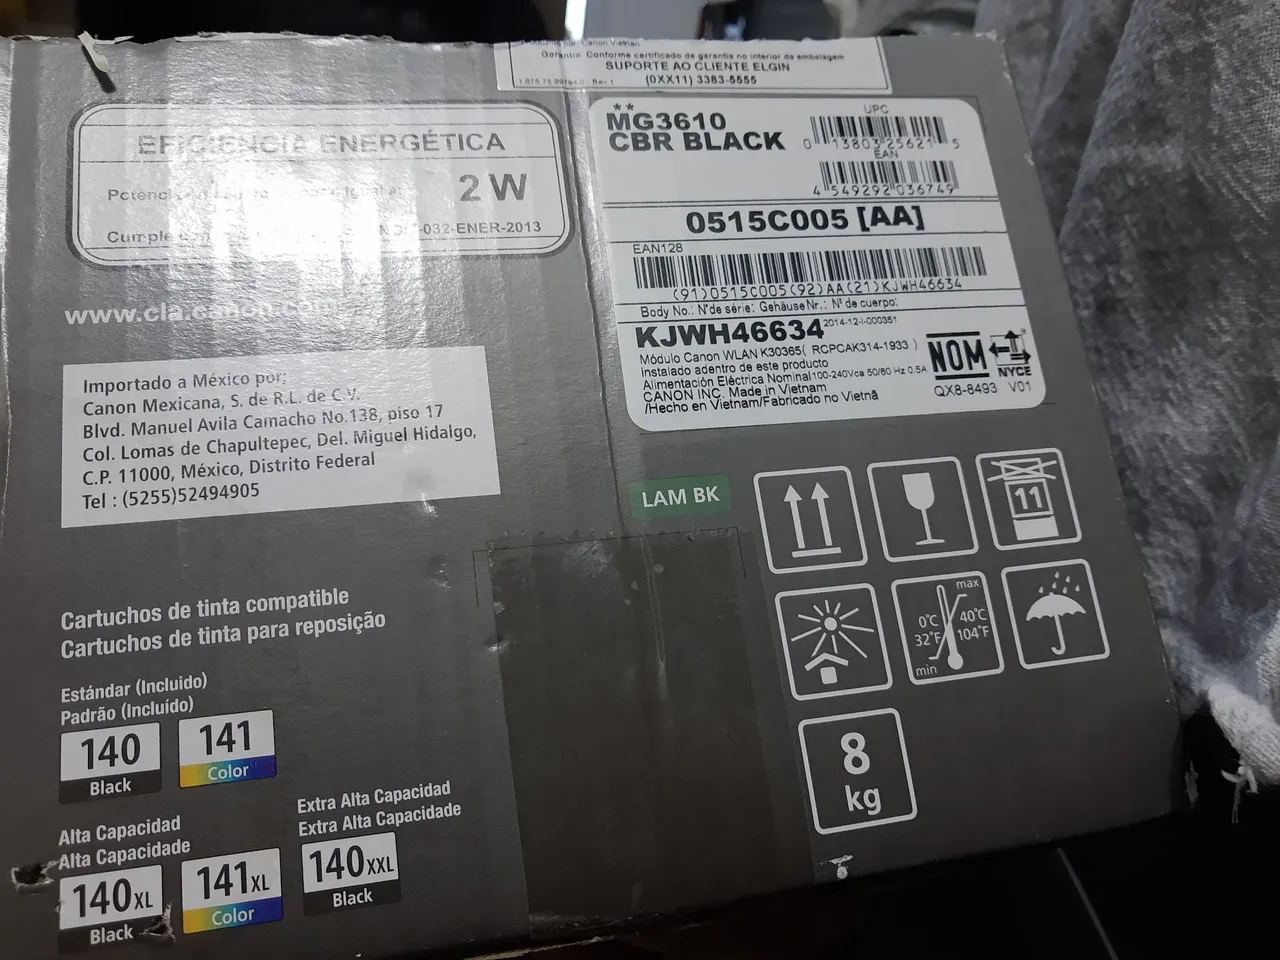 Canon Vietnam
Garantia: Conforme certificado de garantia no interior da embalagem
SUPORTE AO CLIENTE ELGIN
(0XX11) 3383-5555
Rev.1
EFICIENCIA ENERGÉTICA
2 W
Cumple
-032-ENER-2013
www.cla.canon.com
Importado a México por:
Canon Mexicana, S. de R.L. de C.V.
Blvd. Manuel Avila Camacho No.138, piso 17
Col. Lomas de Chapultepec, Del. Miguel Hidalgo,
C.P. 11000, México, Distrito Federal
Tel : (5255)52494905
**
MG3610
CBR BLACK
UPC
0 13803 25621 5
EAN
4 549292 036749
0515C005 [AA]
EAN128
(91)0515C005(92)AA(21)KJWH46634
Body No.: N°de série: Gehäuse Nr.: Nº de cuerpo:
KJWH46634 2014-12-I-000351
Módulo Canon WLAN K30365( RCPCAK314-1933 )
Instalado adentro de este producto
Alimentación Eléctrica Nominal 100-240Vca 50/60 Hz 0.5A
CANON INC. Made in Vietnam
/Hecho en Vietnam/Fabricado no Vietnã
NOM
NYCE
QX8-8493 V01
LAM BK
11
max
0°C
32°F
40°C
104°F
min
8
kg
Cartuchos de tinta compatible
Cartuchos de tinta para reposição
Estándar (Incluido)
Padrão (Incluído)
140
Black
141
Color
Alta Capacidad
Alta Capacidade
140XL
Black
141XL
Color
Extra Alta Capacidad
Extra Alta Capacidade
140XXL
Black